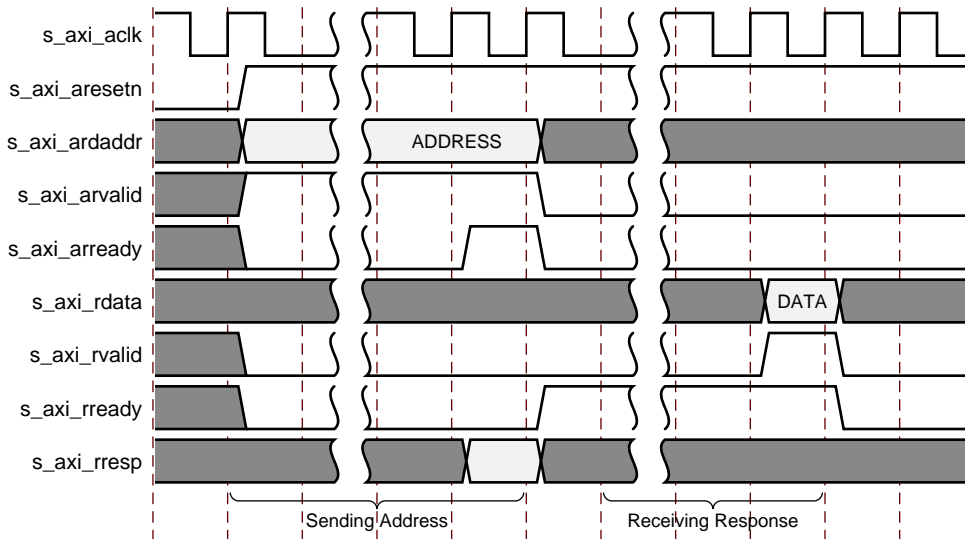 s_axi_aclk
s_axi_aresetn
s_axi_ardaddr
ADDRESS
s_axi_arvalid
s_axi_arready
s_axi_rdata
DATA
s_axi_rvalid
s_axi_rready
s_axi_rresp
Sending Address
Receiving Response